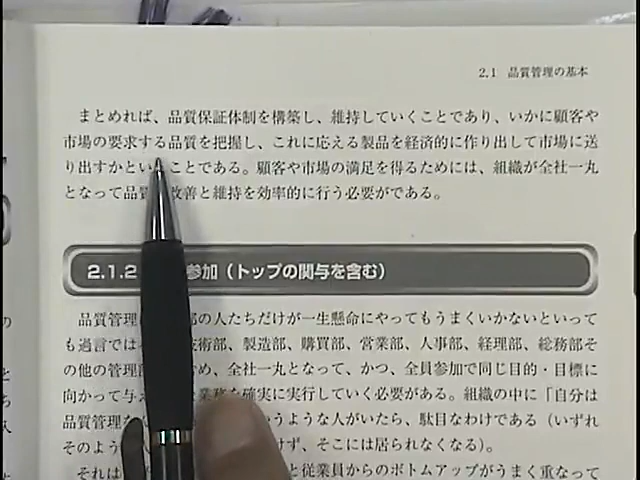 2.1 品質管理の基本
まとめれば、品質保証体制を構築し、維持していくことであり、いかに顧客や
市場の要求する品質を把握し、これに応える製品を経済的に作り出して市場に送
り出すかということである。顧客や市場の満足を得るためには、組織が全社一丸
となって品質 改善と維持を効率的に行う必要がである。
2.1.2 参加（トップの関与を含む）
品質管理 部の人たちだけが一生懸命にやってもうまくいかないといって
も過言では 技術部、製造部、購買部、営業部、人事部、経理部、総務部そ
の他の管理 め、全社一丸となって、かつ、全員参加で同じ目的・目標に
向かって与え 業務を確実に実行していく必要がある。組織の中に「自分は
品質管理を うような人がいたら、駄目なわけである（いずれ
そのよう けず、そこには居られなくなる）。
それは と従業員からのボトムアップがうまく重なって